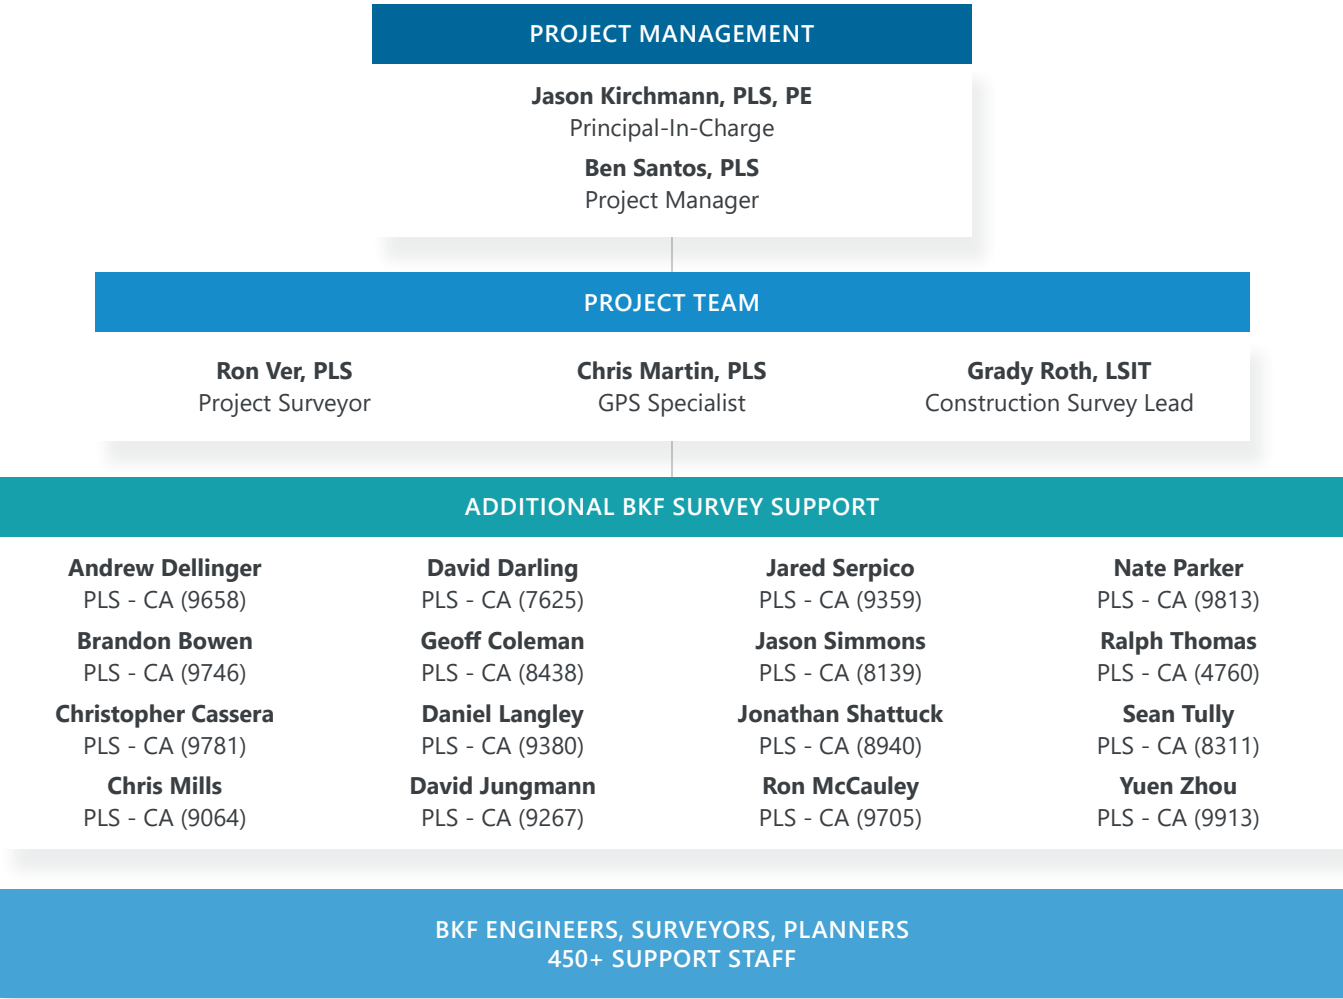 PROJECT MANAGEMENT
Jason Kirchmann, PLS, PE
Principal-In-Charge
Ben Santos, PLS
Project Manager
PROJECT TEAM
Ron Ver, PLS
Project Surveyor
Chris Martin, PLS
GPS Specialist
Grady Roth, LSIT
Construction Survey Lead
ADDITIONAL BKF SURVEY SUPPORT
Andrew Dellinger
PLS - CA (9658)
Brandon Bowen
PLS - CA (9746)
Christopher Cassera
PLS - CA (9781)
Chris Mills
PLS - CA (9064)
David Darling
PLS - CA (7625)
Geoff Coleman
PLS - CA (8438)
Daniel Langley
PLS - CA (9380)
David Jungmann
PLS - CA (9267)
Jared Serpico
PLS - CA (9359)
Jason Simmons
PLS - CA (8139)
Jonathan Shattuck
PLS - CA (8940)
Ron McCauley
PLS - CA (9705)
Nate Parker
PLS - CA (9813)
Ralph Thomas
PLS - CA (4760)
Sean Tully
PLS - CA (8311)
Yuen Zhou
PLS - CA (9913)
BKF ENGINEERS, SURVEYORS, PLANNERS
450+ SUPPORT STAFF